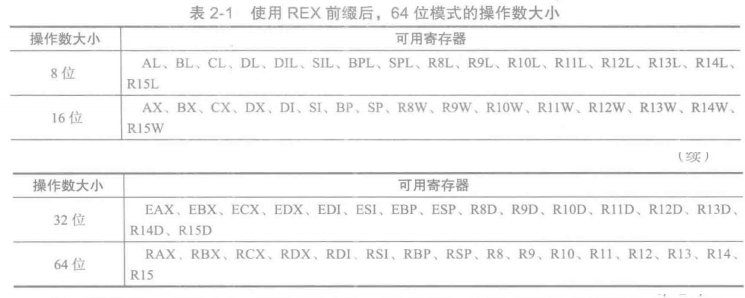 表 2-1 使用 REX 前缀后，64 位模式的操作数大小
操作数大小 可用寄存器
8 位 AL、BL、CL、DL、DIL、SIL、BPL、SPL、R8L、R9L、R10L、R11L、R12L、R13L、R14L、
R15L
16 位 AX、BX、CX、DX、DI、SI、BP、SP、R8W、R9W、R10W、R11W、R12W、R13W、R14W、
R15W
（续）
操作数大小 可用寄存器
32 位 EAX、EBX、ECX、EDX、EDI、ESI、EBP、ESP、R8D、R9D、R10D、R11D、R12D、R13D、
R14D、R15D
64 位 RAX、RBX、RCX、RDX、RDI、RSI、RBP、RSP、R8、R9、R10、R11、R12、R13、R14、
R15